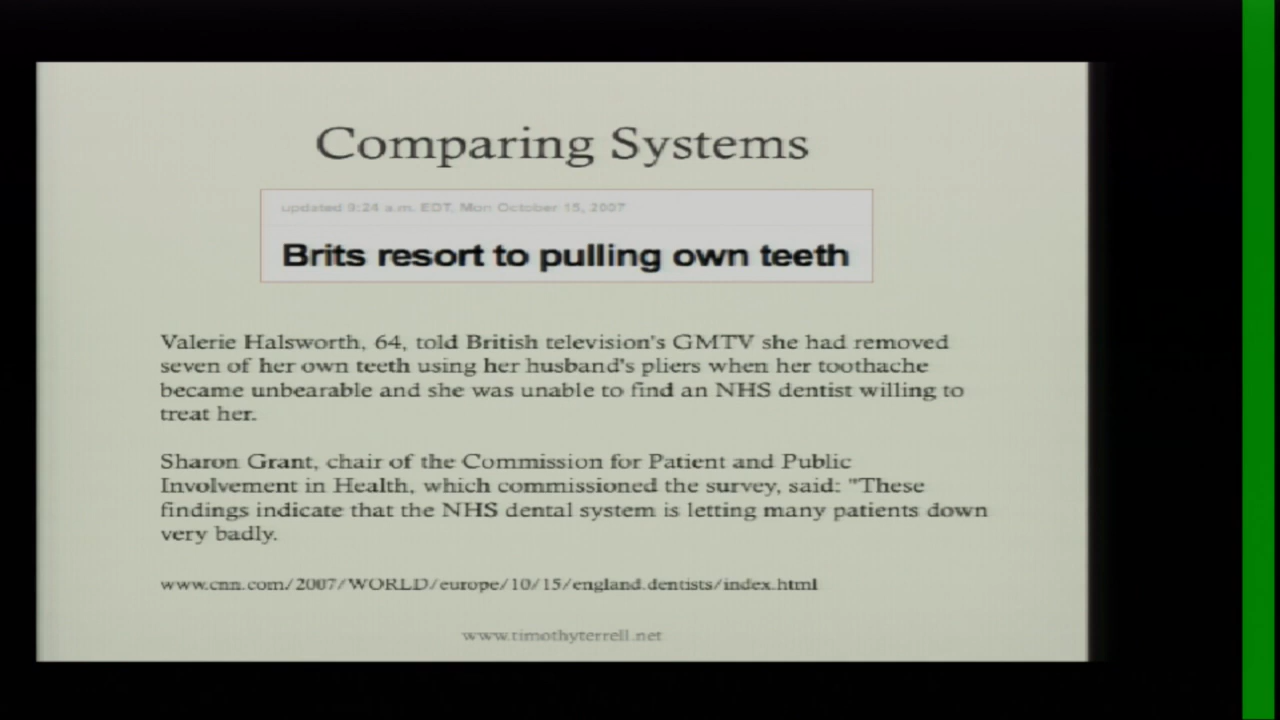 Comparing Systems
updated 9:24 a.m. EDT, Mon October 15, 2007
Brits resort to pulling own teeth
Valerie Halsworth, 64, told British television's GMTV she had removed
seven of her own teeth using her husband's pliers when her toothache
became unbearable and she was unable to find an NHS dentist willing to
treat her.
Sharon Grant, chair of the Commission for Patient and Public
Involvement in Health, which commissioned the survey, said: "These
findings indicate that the NHS dental system is letting many patients down
very badly.
www.cnn.com/2007/WORLD/europe/10/15/england.dentists/index.html
www.timothyterrell.net